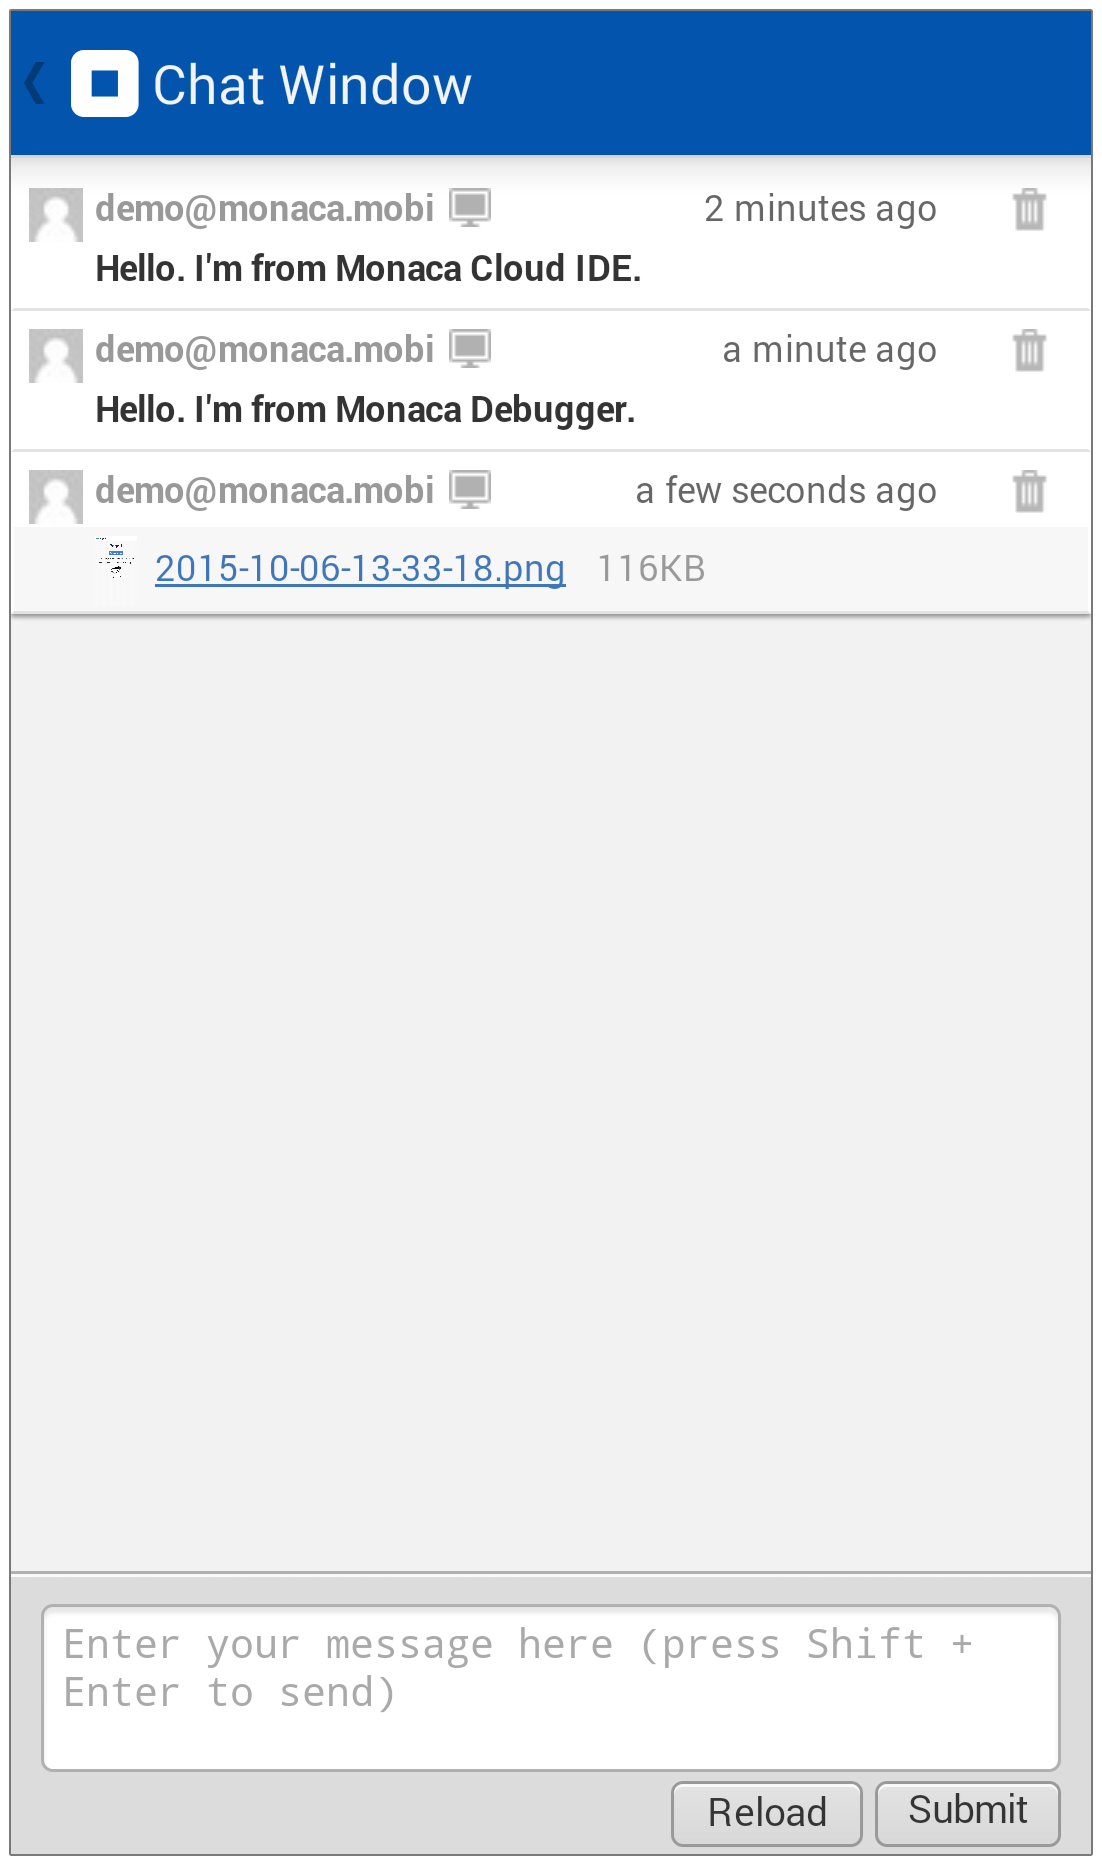 Chat Window
demo@monaca.mobi 2 minutes ago
Hello. I'm from Monaca Cloud IDE.
demo@monaca.mobi a minute ago
Hello. I'm from Monaca Debugger.
demo@monaca.mobi a few seconds ago
2015-10-06-13-33-18.png 116KB
Enter your message here (press Shift +
Enter to send)
Reload Submit